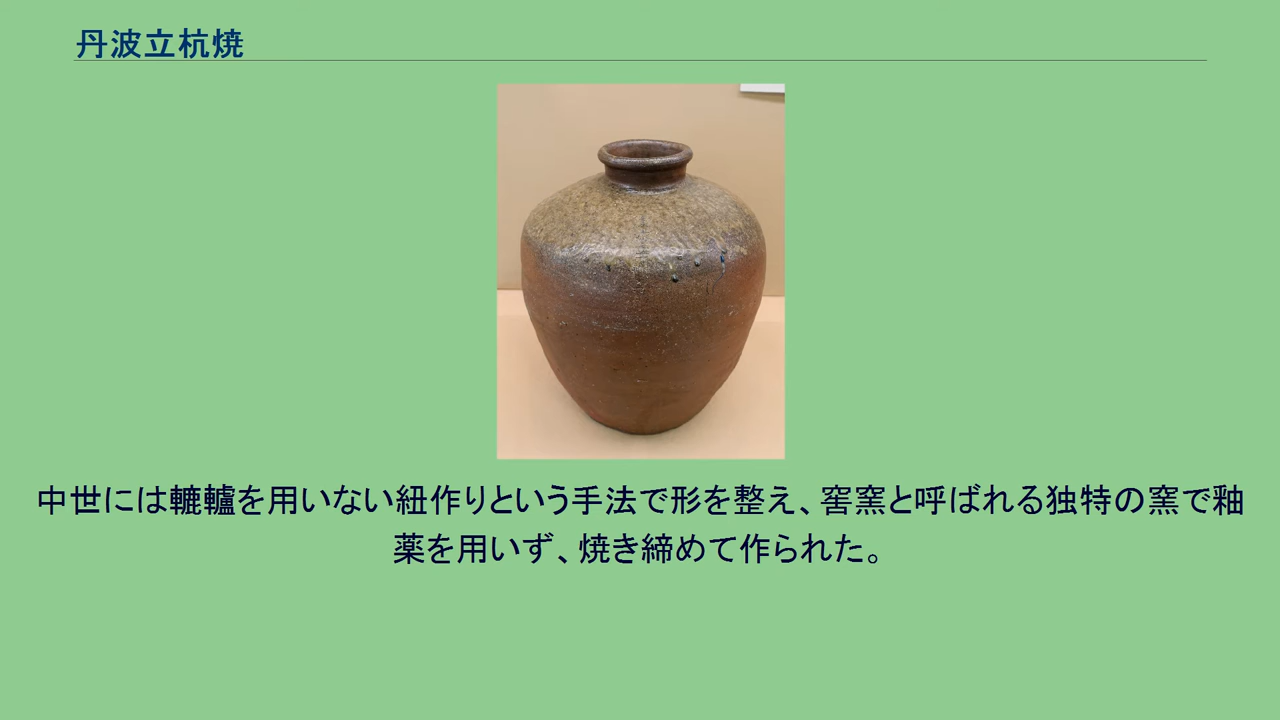 丹波立杭焼
中世には轆轤を用いない紐作りという手法で形を整え、窖窯と呼ばれる独特の窯で釉
薬を用いず、焼き締めて作られた。